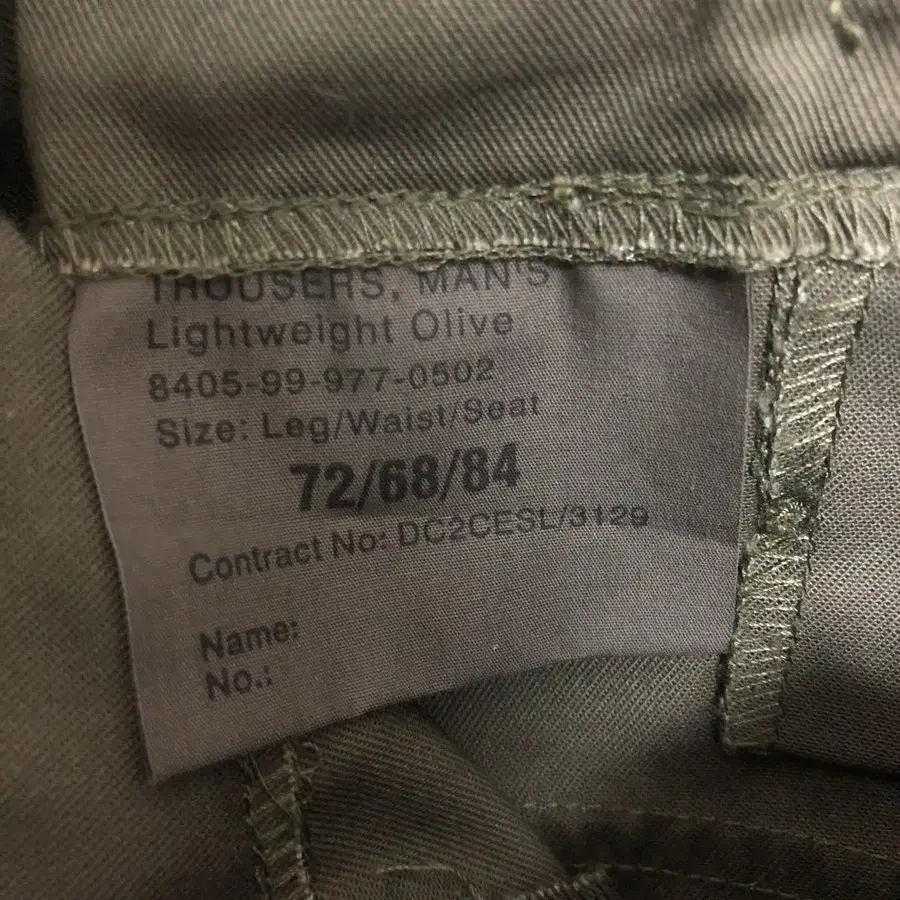 TROUSERS, MAN'S
Lightweight Olive
8405-99-977-0502
Size: Leg/Waist/Seat
72/68/84
Contract No: DC2CESL/3129
Name:
No.: